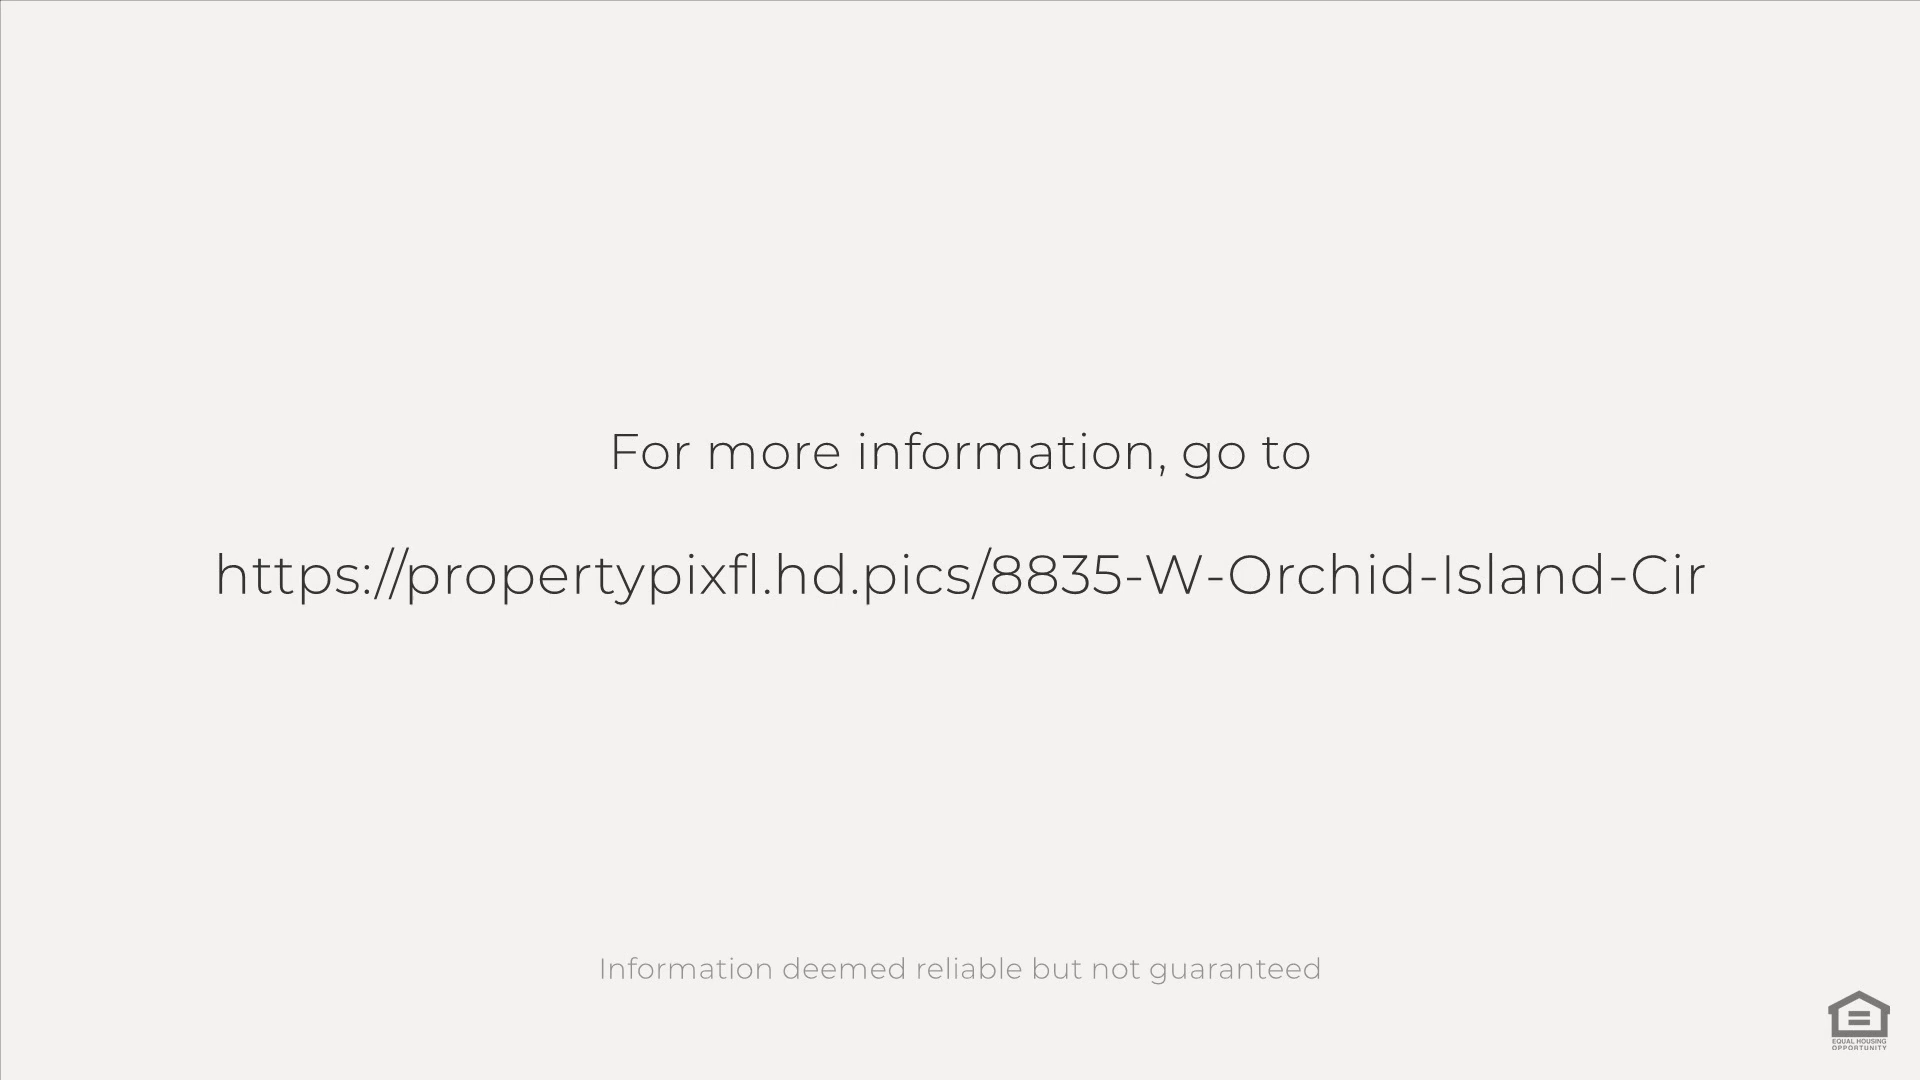 For more information, go to
https://propertypixfl.hd.pics/8835-W-Orchid-Island-Cir
Information deemed reliable but not guaranteed
EQUAL HOUSING
OPPORTUNITY